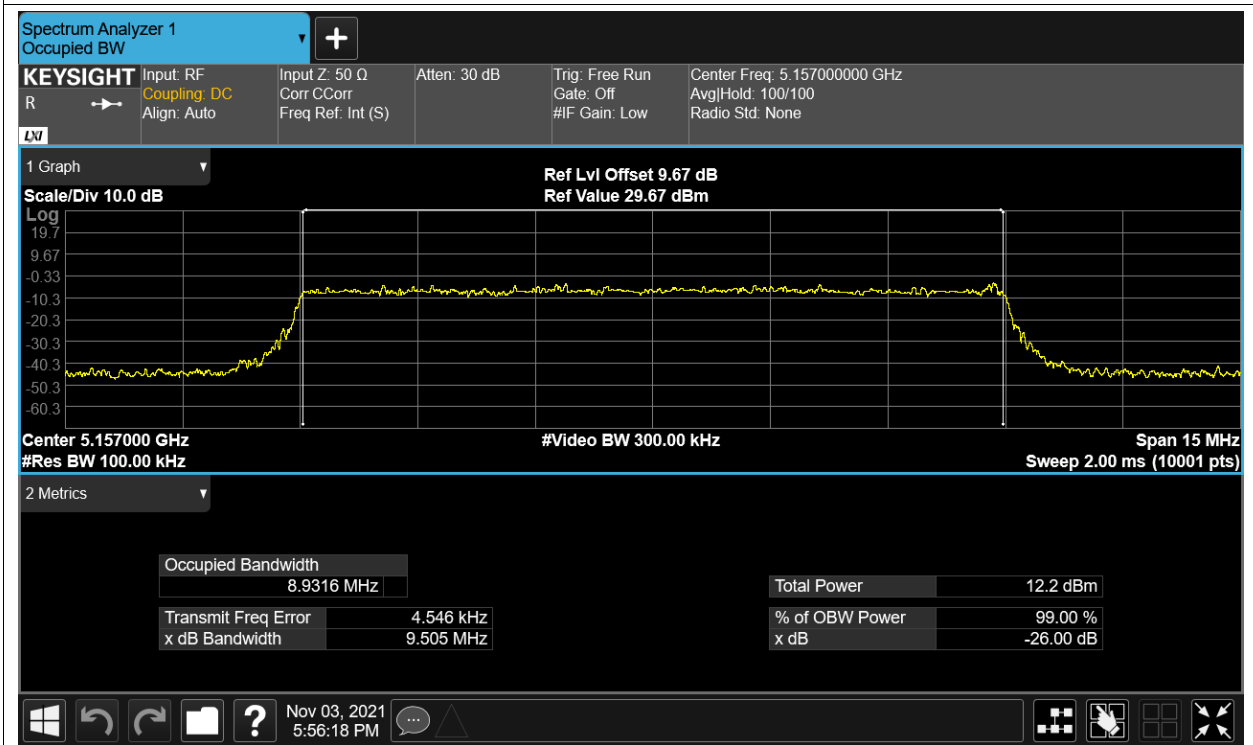 Spectrum Analyzer 1
Occupied BW
KEYSIGHT
R
LXI
Input: RF
Coupling: DC
Align: Auto
Input Z: 50 Ω
Corr CCorr
Freq Ref: Int (S)
Atten: 30 dB
Trig: Free Run
Gate: Off
#IF Gain: Low
Center Freq: 5.157000000 GHz
Avg|Hold: 100/100
Radio Std: None
1 Graph
Scale/Div 10.0 dB
Ref Lvl Offset 9.67 dB
Ref Value 29.67 dBm
Log
19.7
9.67
-0.33
-10.3
-20.3
-30.3
-40.3
-50.3
-60.3
Center 5.157000 GHz
#Video BW 300.00 kHz
Span 15 MHz
#Res BW 100.00 kHz
Sweep 2.00 ms (10001 pts)
2 Metrics
Occupied Bandwidth
8.9316 MHz
Total Power 12.2 dBm
Transmit Freq Error 4.546 kHz
% of OBW Power 99.00 %
x dB Bandwidth 9.505 MHz
x dB -26.00 dB
?
Nov 03, 2021
5:56:18 PM